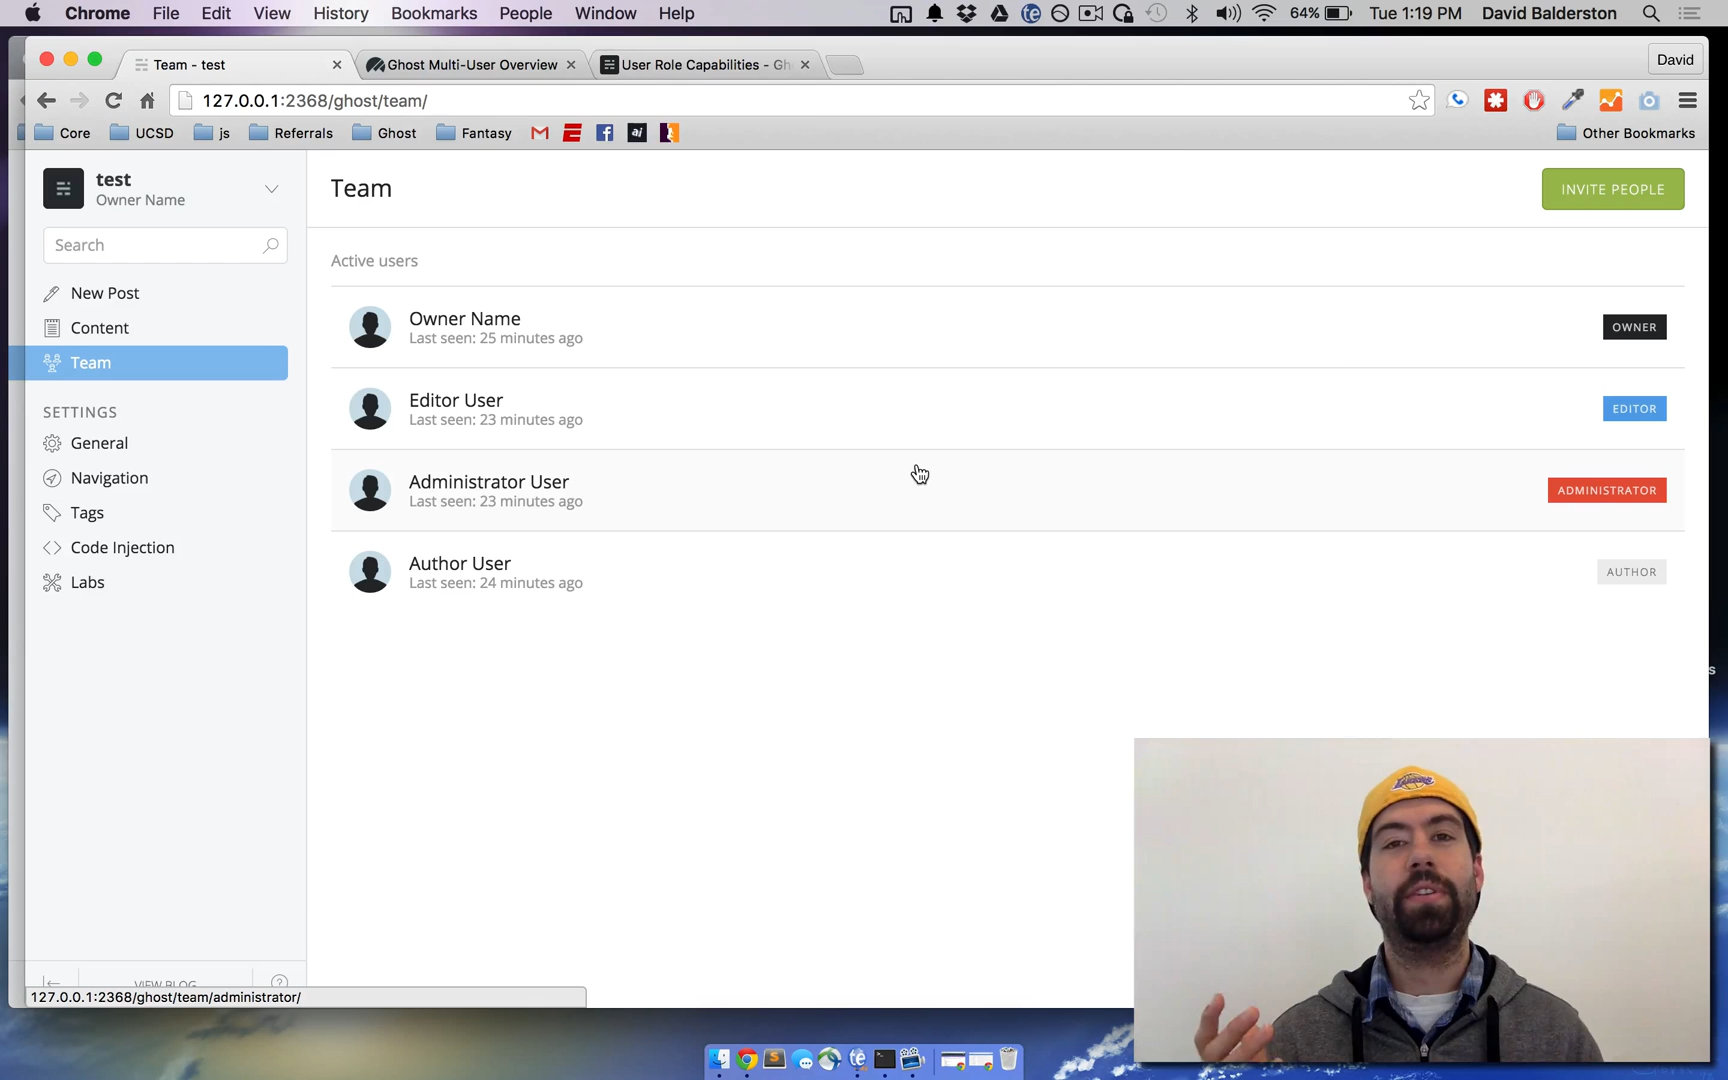 Chrome File Edit View History Bookmarks People Window Help 64% Tue 1:19 PM David Balderston
Team - test Ghost Multi-User Overview User Role Capabilities - Gh David
127.0.0.1:2368/ghost/team/
Core UCSD js Referrals Ghost Fantasy Other Bookmarks
test
Owner Name
Search
New Post
Content
Team
SETTINGS
General
Navigation
Tags
Code Injection
Labs
VIEW BLOG
127.0.0.1:2368/ghost/team/administrator/
Team
INVITE PEOPLE
Active users
Owner Name
Last seen: 25 minutes ago
OWNER
Editor User
Last seen: 23 minutes ago
EDITOR
Administrator User
Last seen: 23 minutes ago
ADMINISTRATOR
Author User
Last seen: 24 minutes ago
AUTHOR
LAKERS